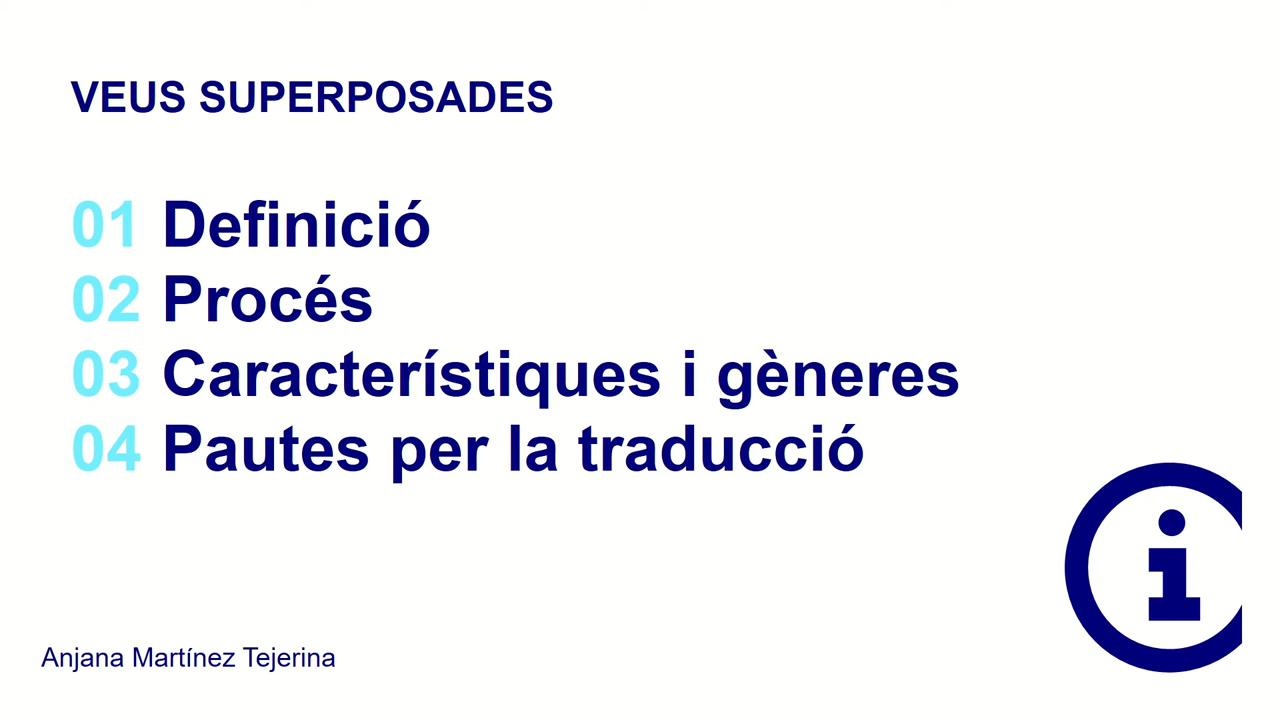 VEUS SUPERPOSADES
01 Definició
02 Procés
03 Característiques i gèneres
04 Pautes per la traducció
Anjana Martínez Tejerina